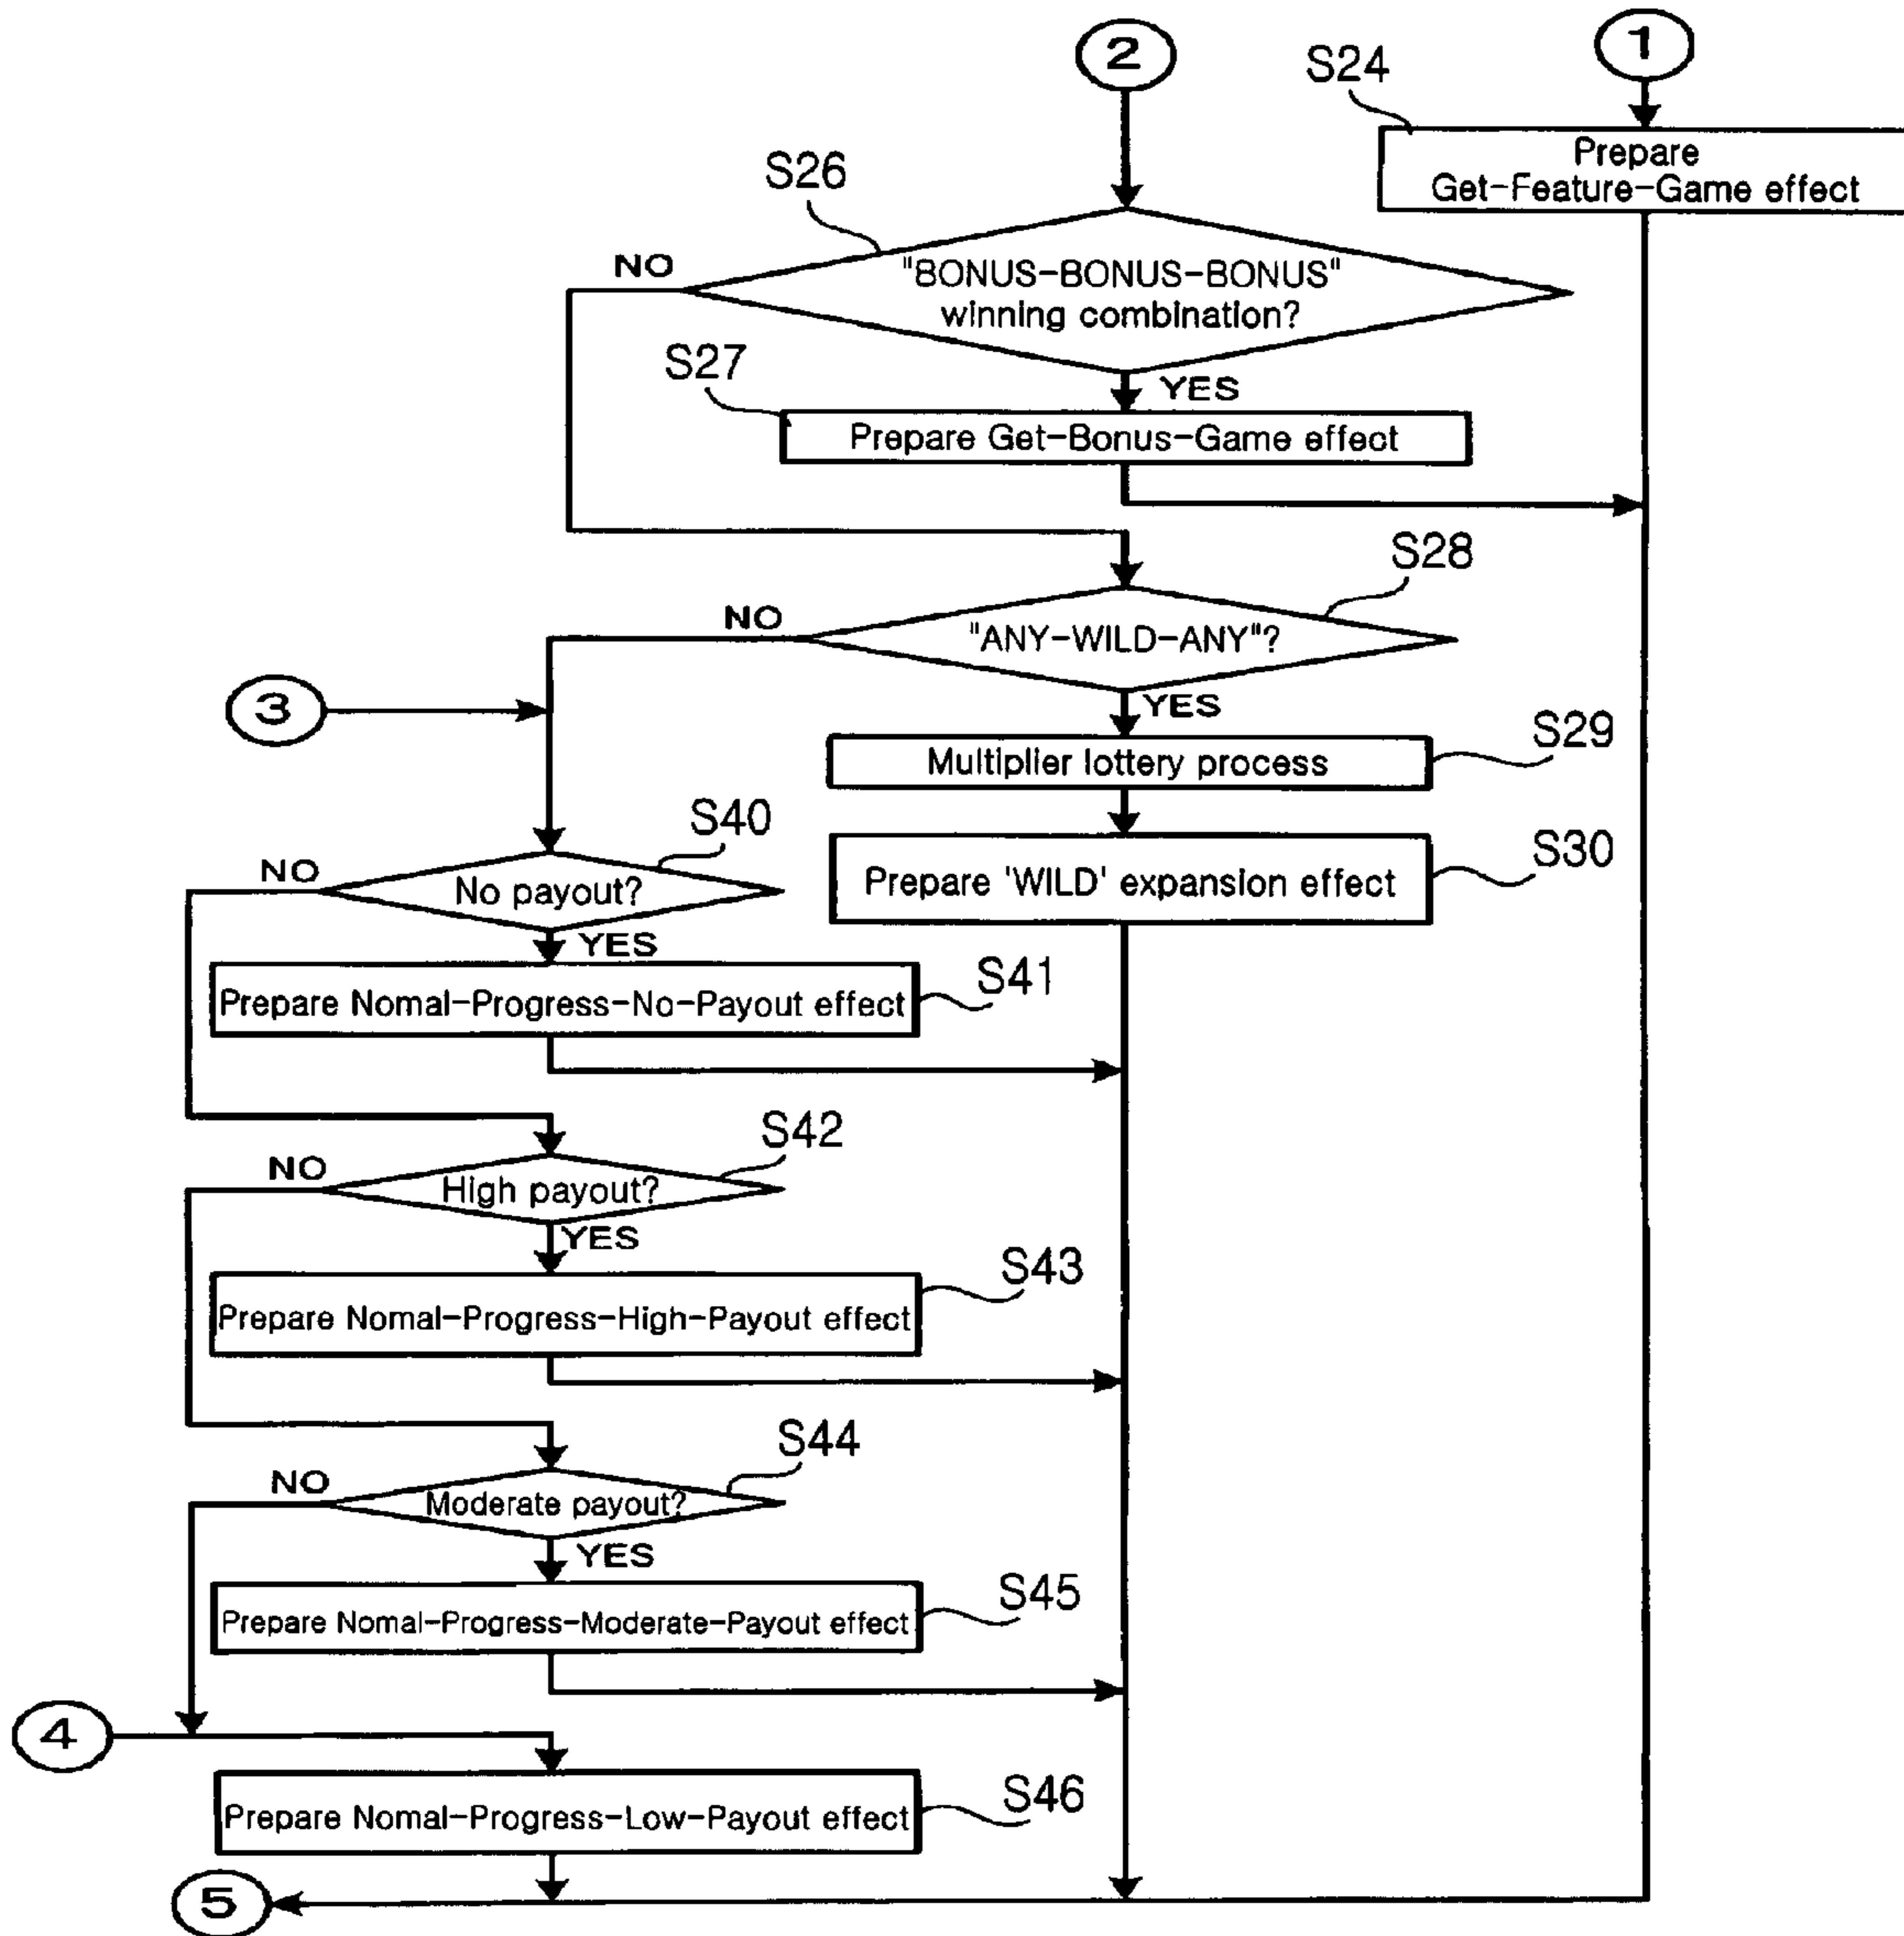 2
1
S24
Prepare
Get-Feature-Game effect
S26
NO
"BONUS-BONUS-BONUS"
winning combination?
S27
YES
Prepare Get-Bonus-Game effect
S28
NO
"ANY-WILD-ANY"?
3
YES
S29
Multiplier lottery process
S40
NO
No payout?
S30
Prepare 'WILD' expansion effect
YES
S41
Prepare Nomal-Progress-No-Payout effect
S42
NO
High payout?
YES
S43
Prepare Nomal-Progress-High-Payout effect
S44
NO
Moderate payout?
YES
S45
Prepare Nomal-Progress-Moderate-Payout effect
4
S46
Prepare Nomal-Progress-Low-Payout effect
5